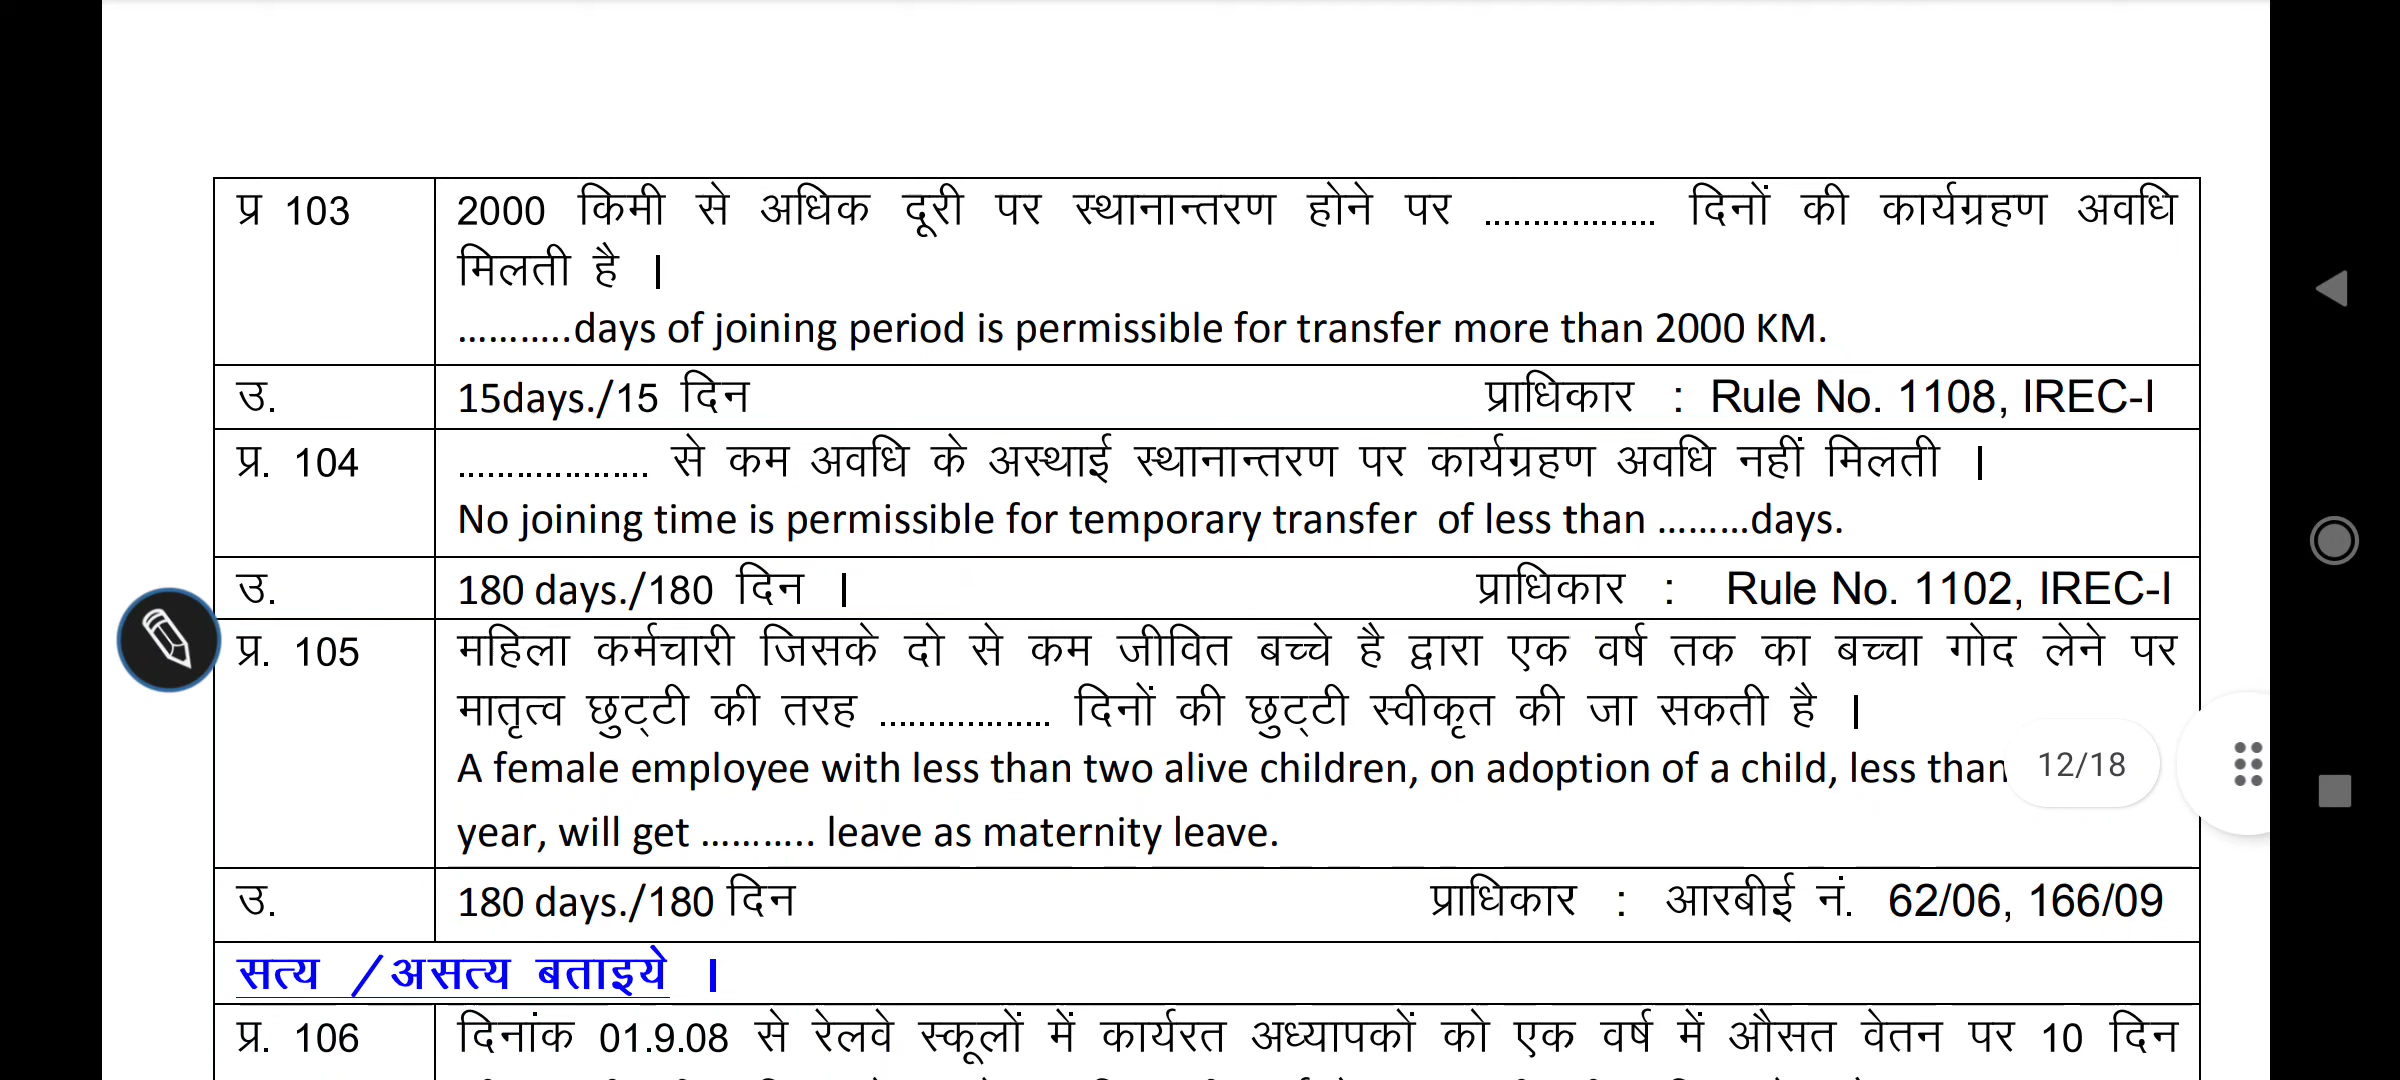 प्र 103 2000 किमी से अधिक दूरी पर स्थानान्तरण होने पर ................. दिनों की कार्यग्रहण अवधि
मिलती है ।
………..days of joining period is permissible for transfer more than 2000 KM.
उ. 15days./15 दिन प्राधिकार : Rule No. 1108, IREC-I
प्र. 104 ................... से कम अवधि के अस्थाई स्थानान्तरण पर कार्यग्रहण अवधि नहीं मिलती ।
No joining time is permissible for temporary transfer of less than ………days.
उ. 180 days./180 दिन । प्राधिकार : Rule No. 1102, IREC-I
प्र. 105 महिला कर्मचारी जिसके दो से कम जीवित बच्चे है द्वारा एक वर्ष तक का बच्चा गोद लेने पर
मातृत्व छुट्टी की तरह ................. दिनों की छुट्टी स्वीकृत की जा सकती है ।
A female employee with less than two alive children, on adoption of a child, less than
12/18
year, will get ……….. leave as maternity leave.
उ. 180 days./180 दिन प्राधिकार : आरबीई नं. 62/06, 166/09
सत्य /असत्य बताइये ।
प्र. 106 दिनांक 01.9.08 से रेलवे स्कूलों में कार्यरत अध्यापकों को एक वर्ष में औसत वेतन पर 10 दिन